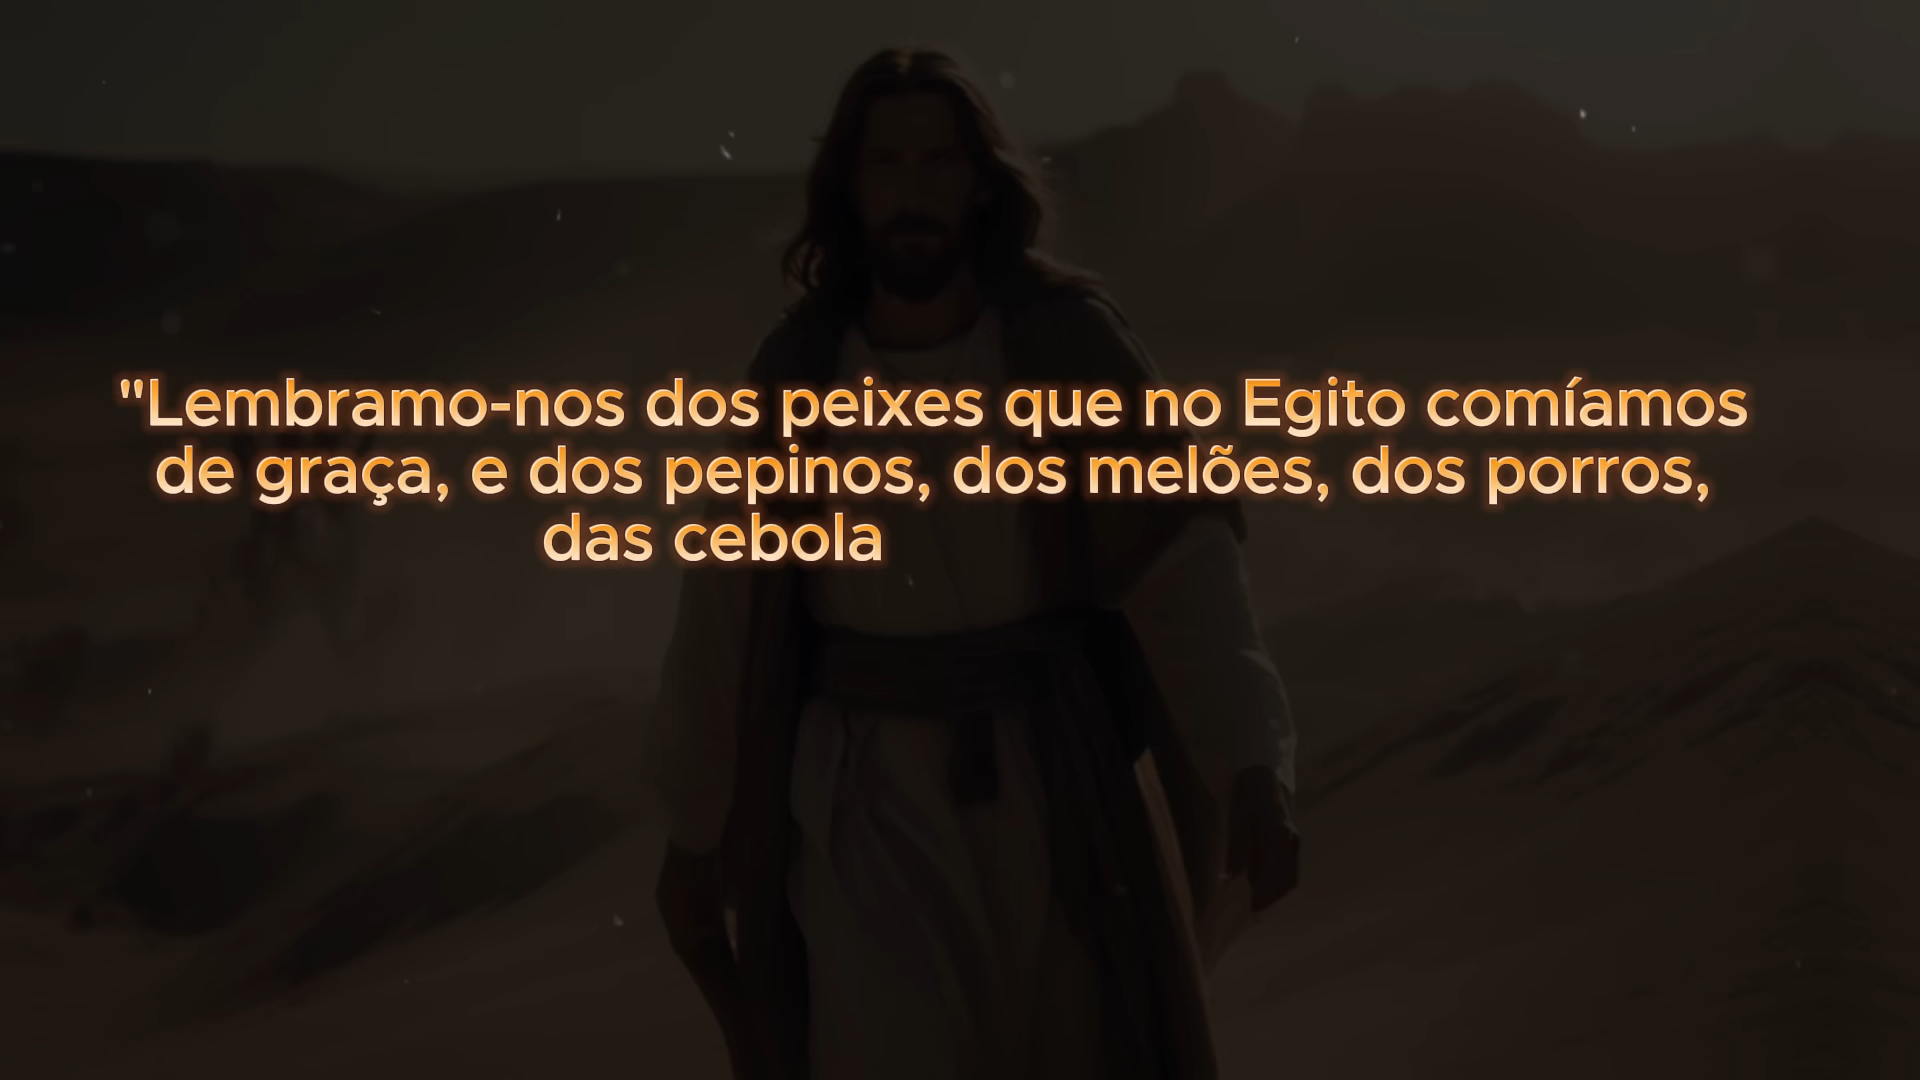 "Lembramo-nos dos peixes que no Egito comíamos
de graça, e dos pepinos, dos melões, dos porros,
das cebola